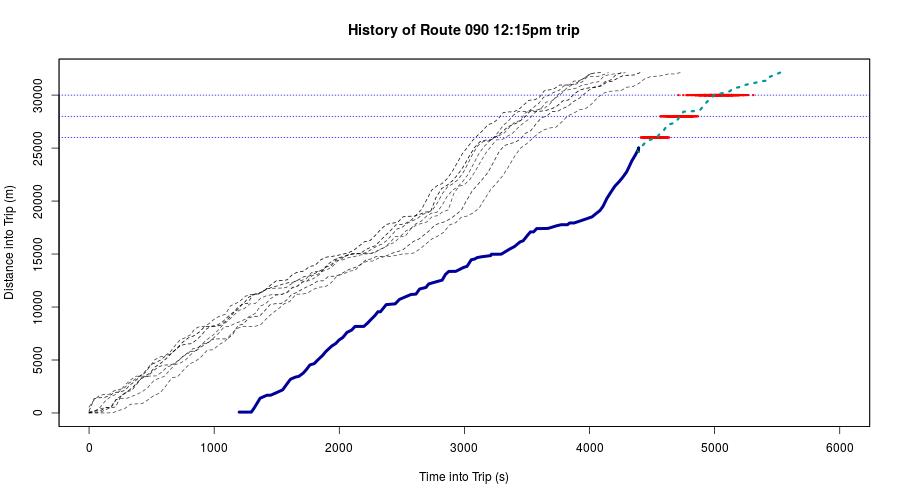 History of Route 090 12:15pm trip
Distance into Trip (m)
30000
25000
20000
15000
10000
5000
0
0 1000 2000 3000 4000 5000 6000
Time into Trip (s)